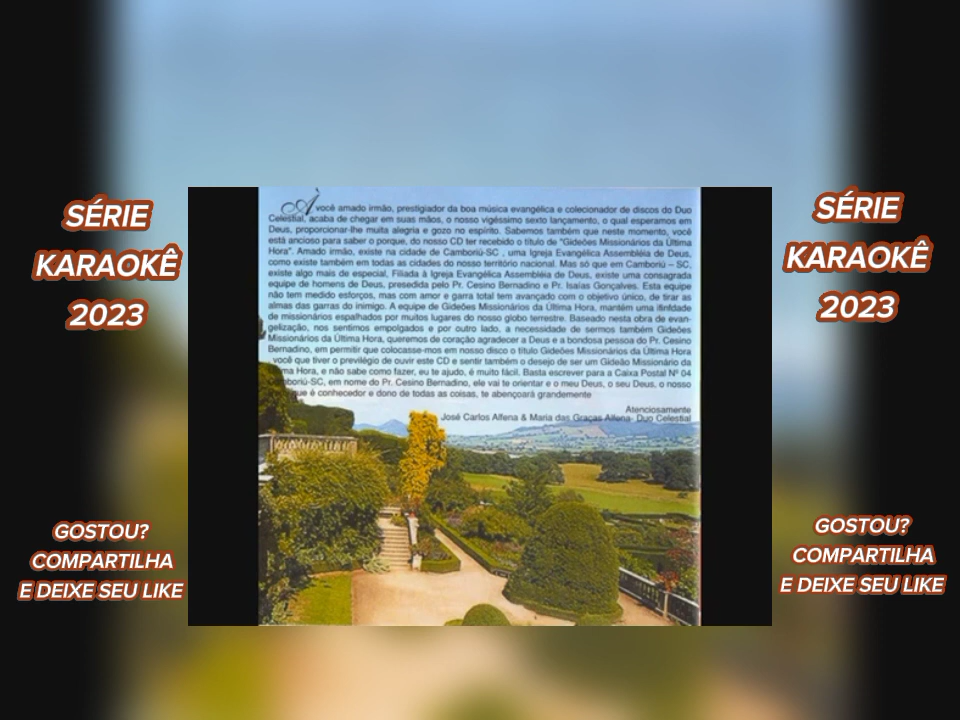 SÉRIE
KARAOKÊ
2023
GOSTOU?
COMPARTILHA
E DEIXE SEU LIKE
A você amado irmão, prestigiador da boa música evangélica e colecionador de discos do Duo
Celestial, acaba de chegar em suas mãos, o nosso vigéssimo sexto lançamento, o qual esperamos em
Deus, proporcionar-lhe muita alegria e gozo no espírito. Sabemos também que neste momento, você
está ancioso para saber o porque, do nosso CD ter recebido o título de "Gideões Missionários da Última
Hora". Amado irmão, existe na cidade de Camboriú-SC , uma Igreja Evangélica Assembléia de Deus,
como existe também em todas as cidades do nosso território nacional. Mas só que em Camboriú – SC,
existe algo mais de especial, Filiada à Igreja Evangélica Assembléia de Deus, existe uma consagrada
equipe de homens de Deus, presedida pelo Pr. Cesino Bernadino e Pr. Isaías Gonçalves. Esta equipe
não tem medido esforços, mas com amor e garra total tem avançado com o objetivo único, de tirar as
almas das garras do inimigo. A equipe de Gideões Missionários da Última Hora, mantém uma ifinfdade
de missionários espalhados por muitos lugares do nosso globo terrestre. Baseado nesta obra de evan-
gelização, nos sentimos empolgados e por outro lado, a necessidade de sermos também Gideões
Missionários da Última Hora, queremos de coração agradecer a Deus e a bondosa pessoa do Pr. Cesino
Bernadino, em permitir que colocasse-mos em nosso disco o título Gideões Missionários da Última Hora
você que tiver o previlégio de ouvir este CD e sentir também o desejo de ser um Gideão Missionário da
Hora, e não sabe como fazer, eu te ajudo, é muito fácil. Basta escrever para a Caixa Postal Nº 04
Camboriú-SC, em nome do Pr. Cesino Bernadino, ele vai te orientar e o meu Deus, o seu Deus, o nosso
que é conhecedor e dono de todas as coisas, te abençoará grandemente
Atenciosamente
José Carlos Alfena & Maria das Graças Alfena- Duo Celestial
SÉRIE
KARAOKÊ
2023
GOSTOU?
COMPARTILHA
E DEIXE SEU LIKE